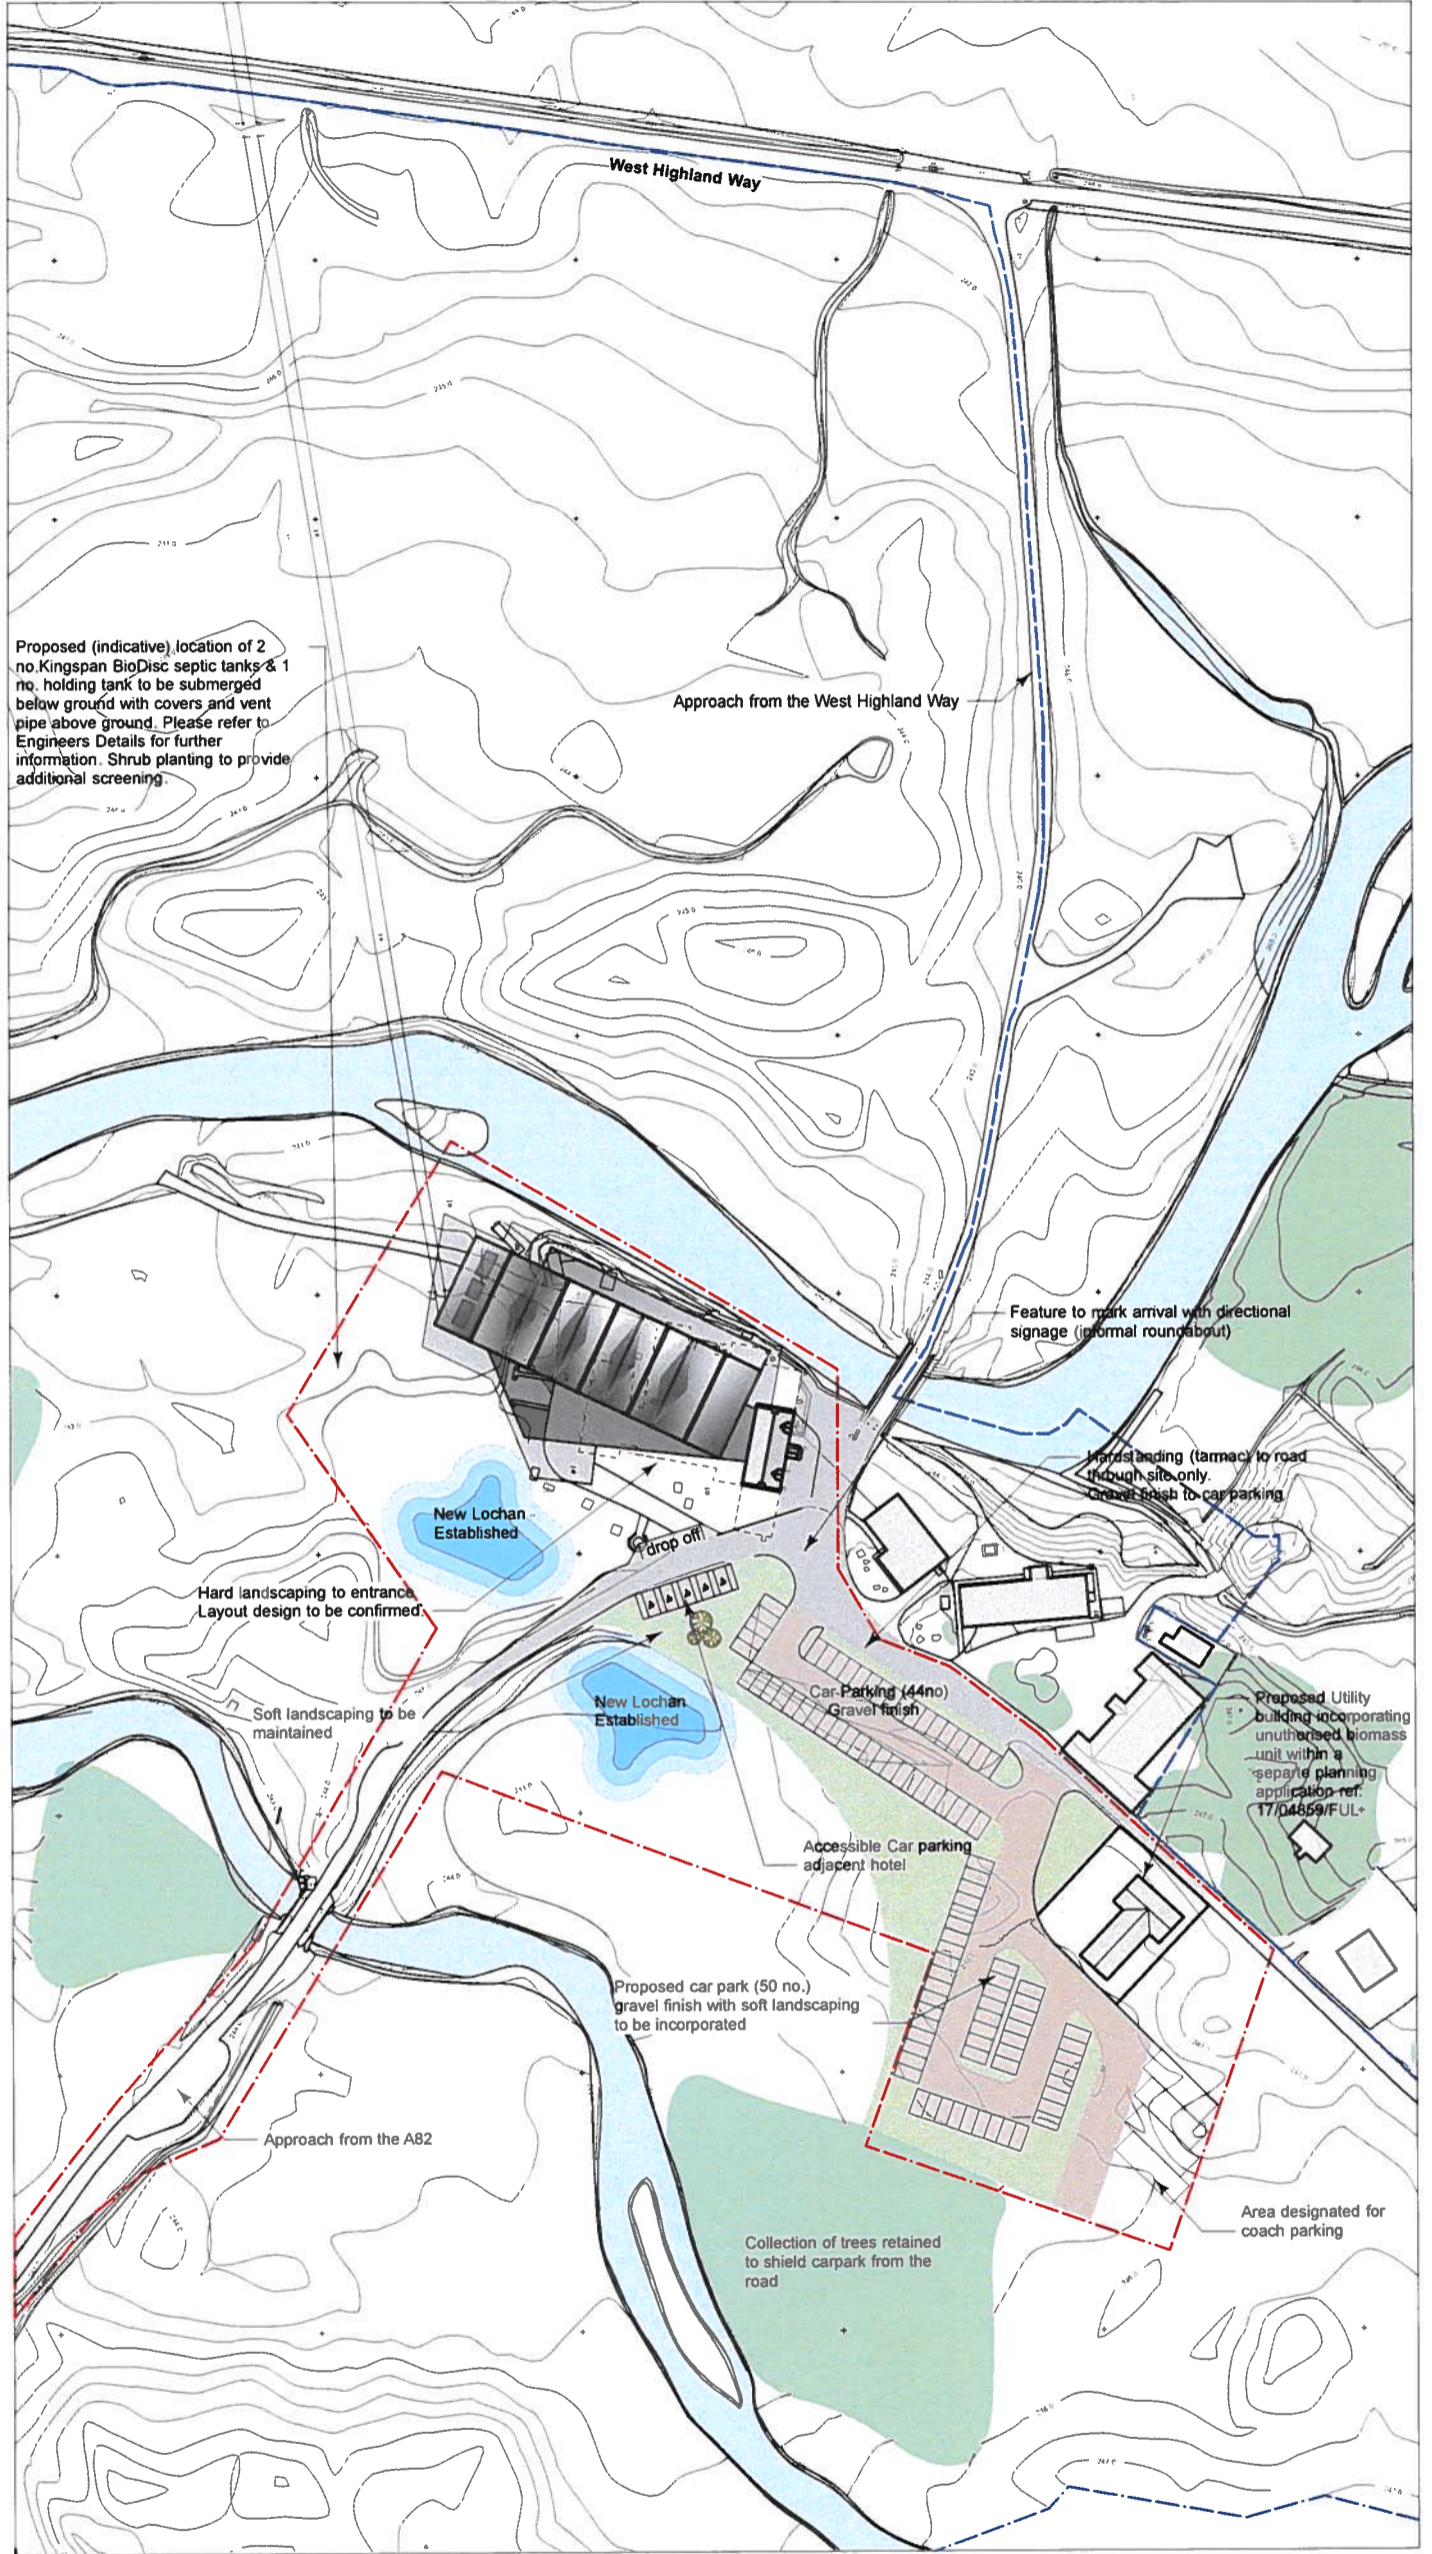 West Highland Way
Proposed (indicative) location of 2
no.Kingspan BioDisc septic tanks & 1
no. holding tank to be submerged
below ground with covers and vent
pipe above ground. Please refer to
Engineers Details for further
information. Shrub planting to provide
additional screening.
Approach from the West Highland Way
Feature to mark arrival with directional
signage (informal roundabout)
Hardstanding (tarmac) to road
through site only.
Gravel finish to car parking
New Lochan
Established
drop off
Hard landscaping to entrance
Layout design to be confirmed.
Soft landscaping to be
maintained
New Lochan
Established
Car Parking (44no)
Gravel finish
Proposed Utility
building incorporating
unuthorised biomass
unit within a
separte planning
application ref:
17/04859/FUL
Accessible Car parking
adjacent hotel
Proposed car park (50 no.)
gravel finish with soft landscaping
to be incorporated
Approach from the A82
Area designated for
coach parking
Collection of trees retained
to shield carpark from the
road